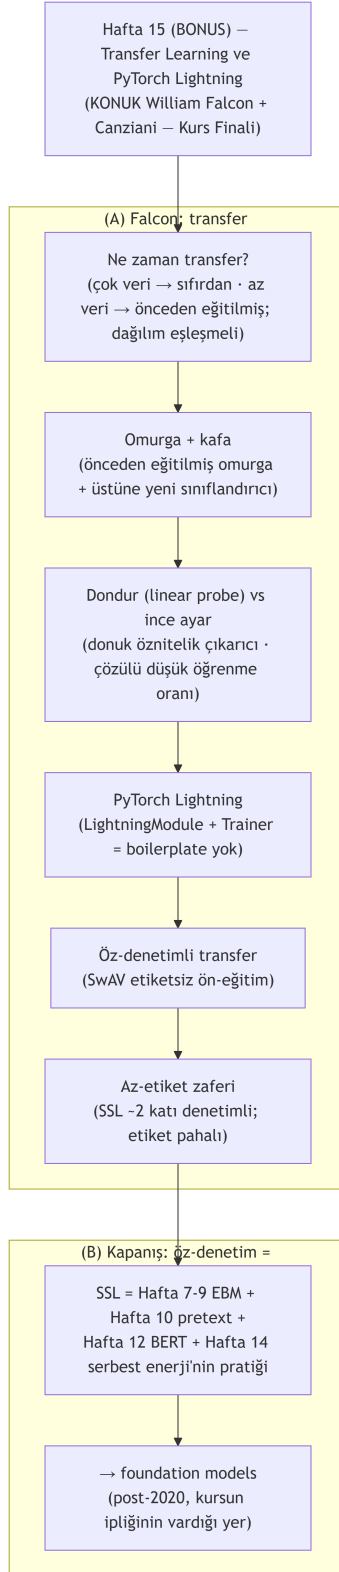 Hafta 15 (BONUS) —
Transfer Learning ve
PyTorch Lightning
(KONUK William Falcon +
Canziani — Kurs Finali)
(A) Falcon: transfer
Ne zaman transfer?
(çok veri → sıfırdan · az
veri → önceden eğitilmiş;
dağılım eşleşmeli)
Omurga + kafa
(önceden eğitilmiş omurga
+ üstüne yeni sınıflandırıcı)
Dondur (linear probe) vs
ince ayar
(donuk öznitelik çıkarıcı ·
çözülü düşük öğrenme
oranı)
PyTorch Lightning
(LightningModule + Trainer
= boilerplate yok)
Öz-denetimli transfer
(SwAV etiketsiz ön-eğitim)
Az-etiket zaferi
(SSL ~2 katı denetimli;
etiket pahalı)
(B) Kapanış: öz-denetim =
SSL = Hafta 7-9 EBM +
Hafta 10 pretext +
Hafta 12 BERT + Hafta 14
serbest enerji'nin pratiği
→ foundation models
(post-2020, kursun
ipliğinin vardığı yer)